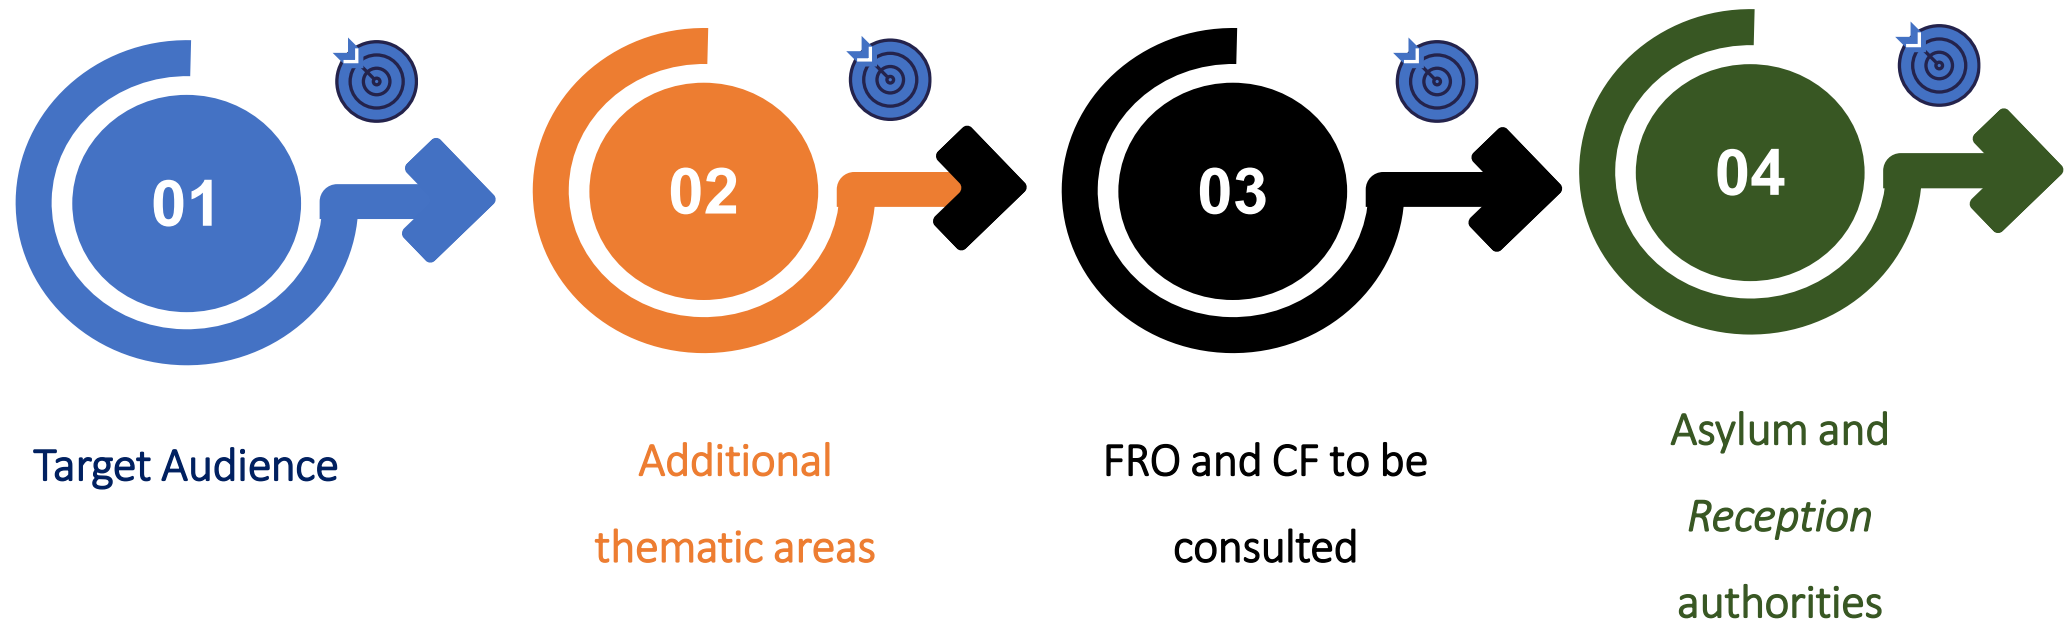 01
Target Audience
02
Additional
thematic areas
03
FRO and CF to be
consulted
04
Asylum and
Reception
authorities